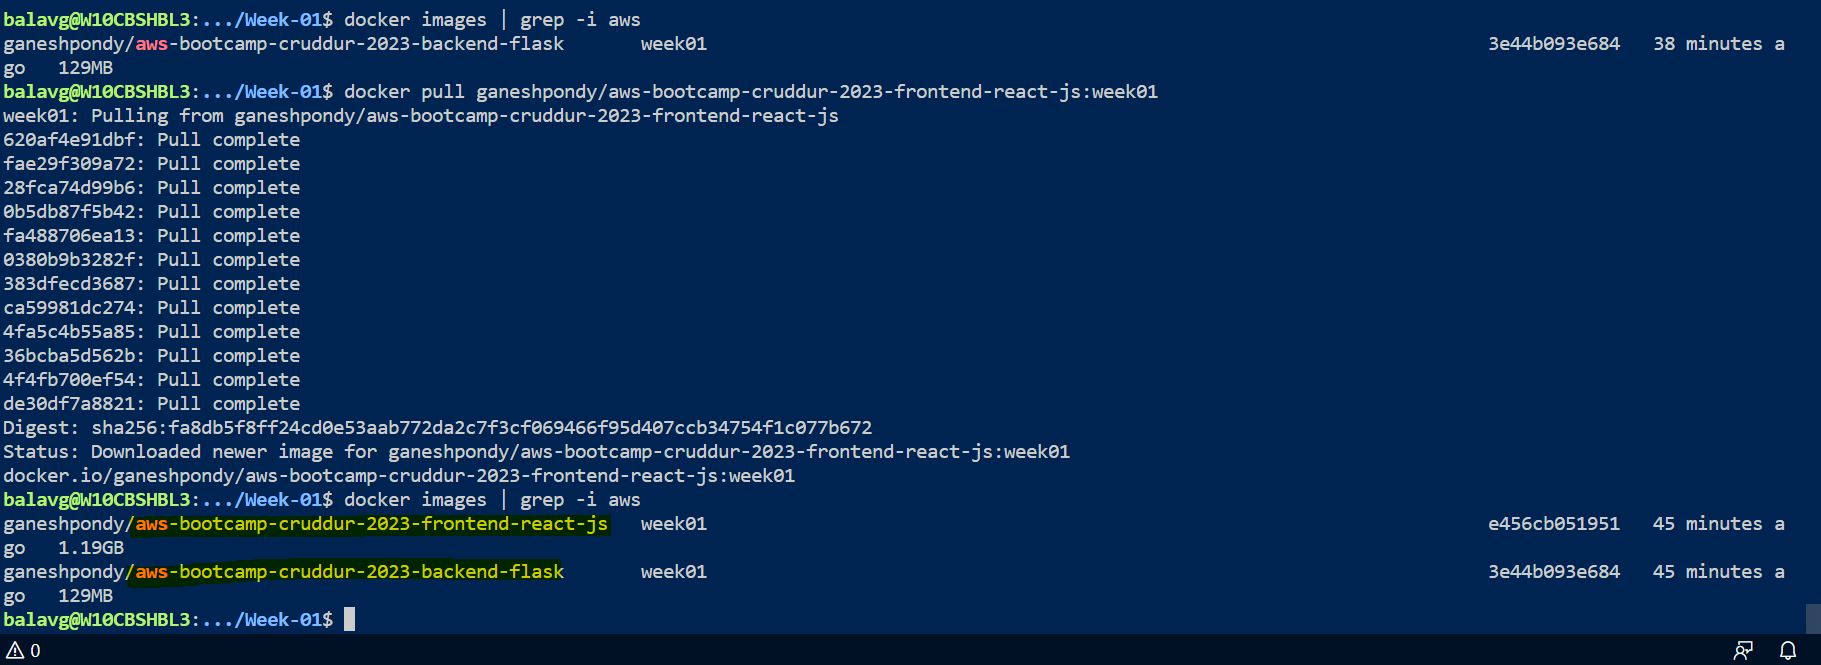 balavg@W10CBSHBL3:.../Week-01$ docker images | grep -i aws
ganeshpondy/aws-bootcamp-cruddur-2023-backend-flask       week01                                                                       3e44b093e684   38 minutes a
go   129MB
balavg@W10CBSHBL3:.../Week-01$ docker pull ganeshpondy/aws-bootcamp-cruddur-2023-frontend-react-js:week01
week01: Pulling from ganeshpondy/aws-bootcamp-cruddur-2023-frontend-react-js
620af4e91dbf: Pull complete
fae29f309a72: Pull complete
28fca74d99b6: Pull complete
0b5db87f5b42: Pull complete
fa488706ea13: Pull complete
0380b9b3282f: Pull complete
383dfecd3687: Pull complete
ca59981dc274: Pull complete
4fa5c4b55a85: Pull complete
36bcba5d562b: Pull complete
4f4fb700ef54: Pull complete
de30df7a8821: Pull complete
Digest: sha256:fa8db5f8ff24cd0e53aab772da2c7f3cf069466f95d407ccb34754f1c077b672
Status: Downloaded newer image for ganeshpondy/aws-bootcamp-cruddur-2023-frontend-react-js:week01
docker.io/ganeshpondy/aws-bootcamp-cruddur-2023-frontend-react-js:week01
balavg@W10CBSHBL3:.../Week-01$ docker images | grep -i aws
ganeshpondy/aws-bootcamp-cruddur-2023-frontend-react-js   week01                                                                       e456cb051951   45 minutes a
go   1.19GB
ganeshpondy/aws-bootcamp-cruddur-2023-backend-flask       week01                                                                       3e44b093e684   45 minutes a
go   129MB
balavg@W10CBSHBL3:.../Week-01$
0